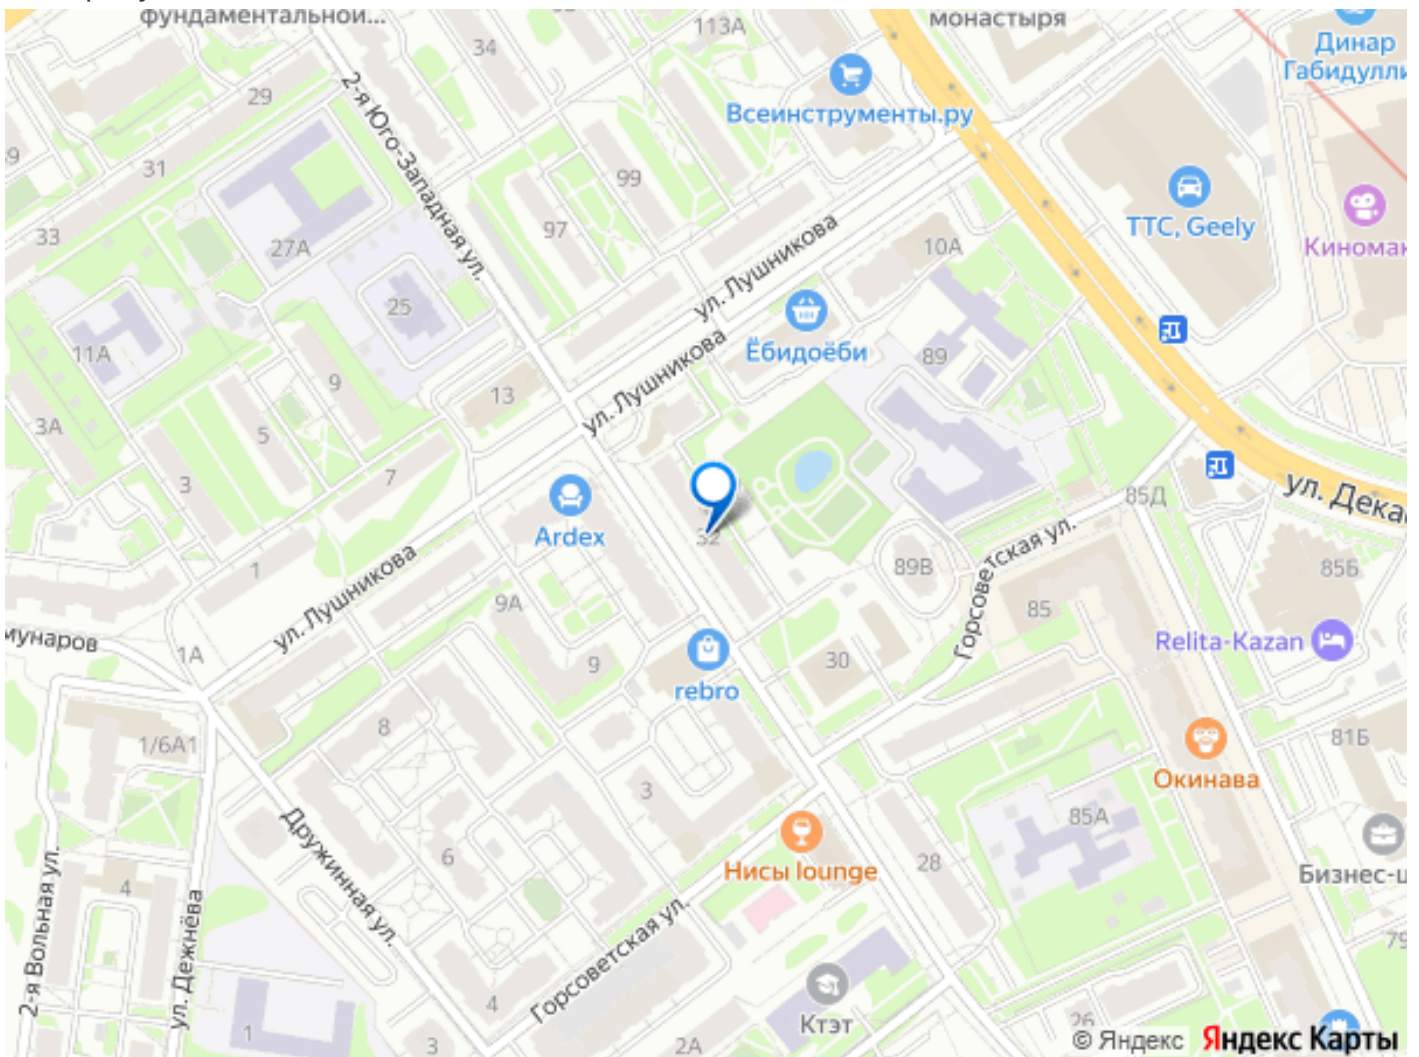 фундаментальной...
монастыря
113А
34
Динар
Габидулли
29
Всеинструменты.ру
2-я Юго-Западная ул.
31
99
ТТС, Geely
33
27А
97
10А
Киномак
ул. Лушникова
25
Ёбидоёби
89
11А
9
13
ул. Лушникова
3А
5
3
7
ул. Декаб
85Д
Ardex
32
Горсоветская ул.
89В
85Б
1
ул. Лушникова
9А
85
мунаров
1А
Relita-Kazan
9
30
rebro
8
1/6А1
81Б
Окинава
3
85А
Дружинная ул.
6
Нисы lounge
28
Бизнес-ц
4
2-я Вольная ул.
ул. Дежнёва
Горсоветская ул.
79
4
Ктэт
1
3
2А
26
© Яндекс Яндекс Карты